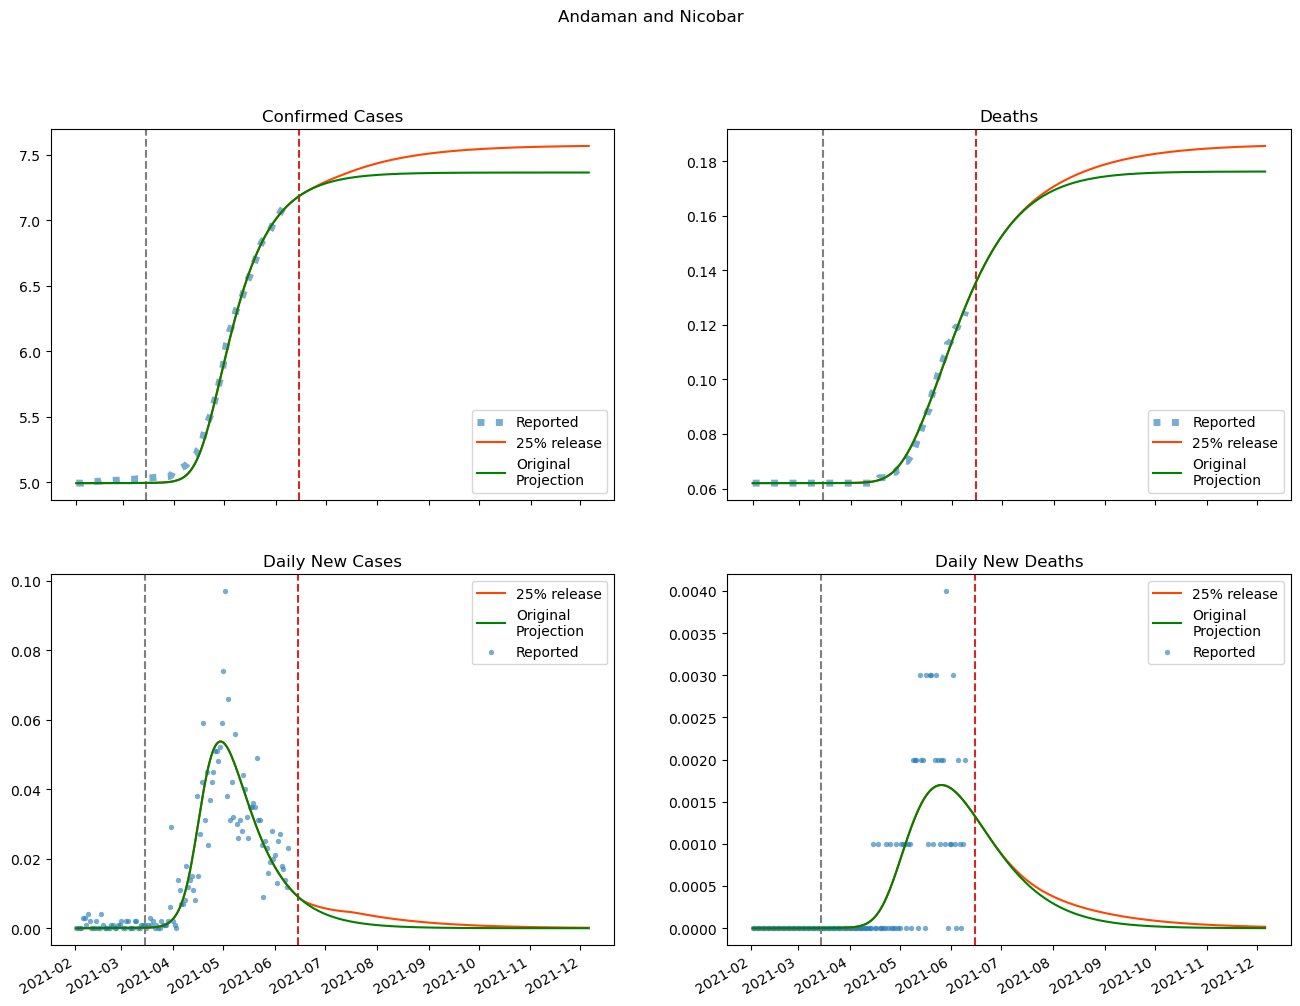 Andaman and Nicobar
Confirmed Cases
7.5
7.0
6.5
6.0
5.5
5.0
Reported
25% release
Original
Projection
Deaths
0.18
0.16
0.14
0.12
0.10
0.08
0.06
Reported
25% release
Original
Projection
Daily New Cases
0.10
0.08
0.06
0.04
0.02
0.00
25% release
Original
Projection
Reported
2021-02
2021-03
2021-04
2021-05
2021-06
2021-07
2021-08
2021-09
2021-10
2021-11
2021-12
Daily New Deaths
0.0040
0.0035
0.0030
0.0025
0.0020
0.0015
0.0010
0.0005
0.0000
25% release
Original
Projection
Reported
2021-02
2021-03
2021-04
2021-05
2021-06
2021-07
2021-08
2021-09
2021-10
2021-11
2021-12